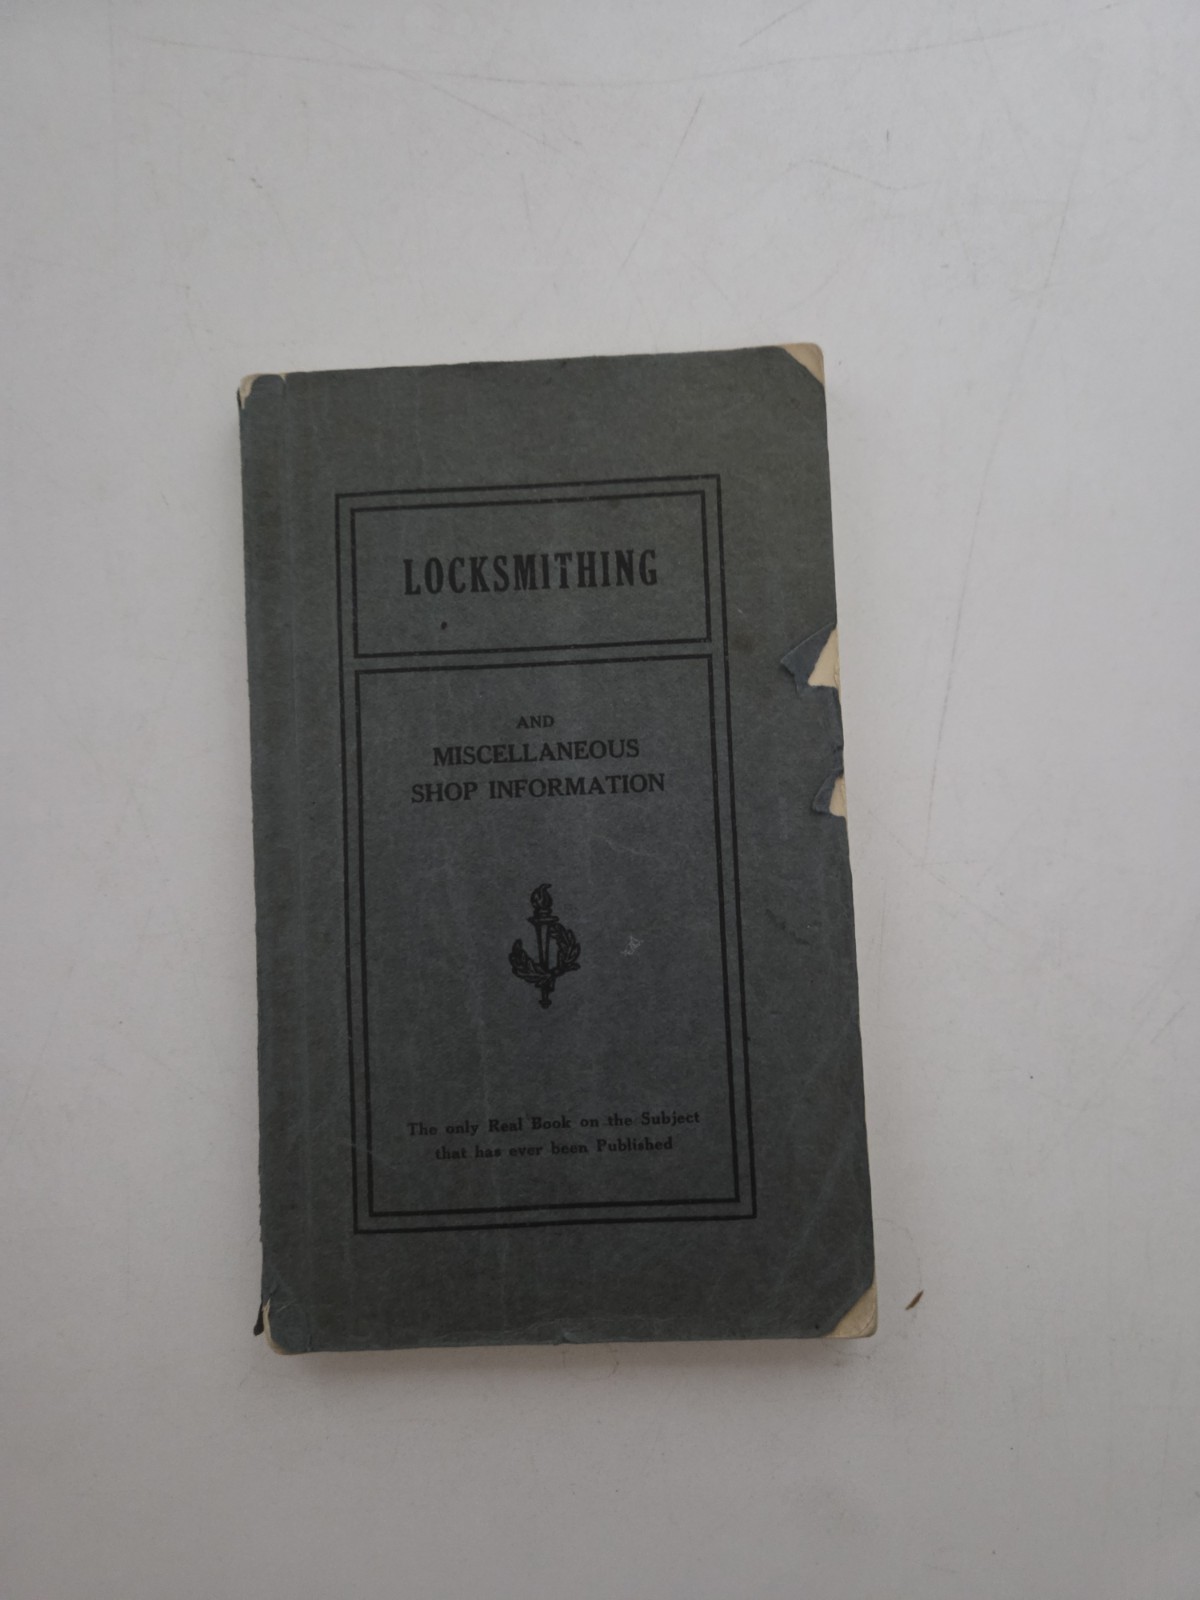 LOCKSMITHING
AND
MISCELLANEOUS
SHOP INFORMATION
The only Real Book on the Subject
that has ever been Published